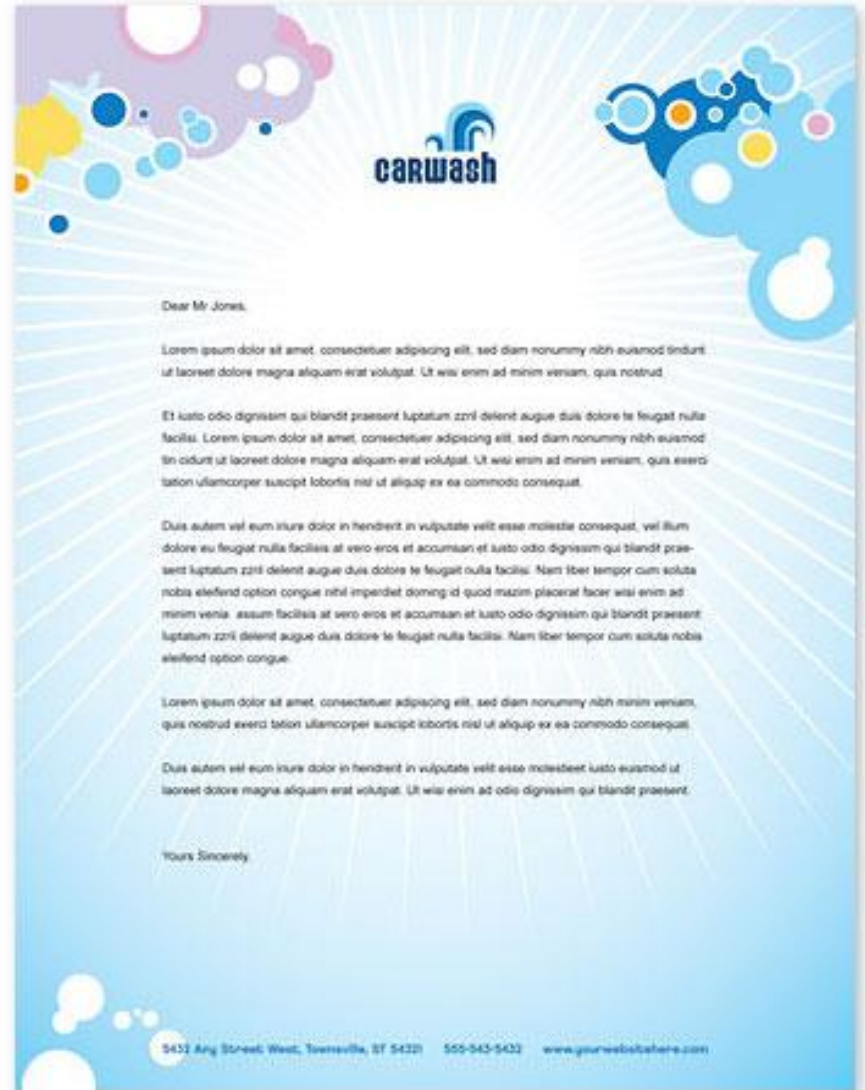 carwash
Dear Mr Jones,
Lorem ipsum dolor sit amet, consectetuer adipiscing elit, sed diam nonummy nibh euismod tindunt
ut laoreet dolore magna aliquam erat volutpat. Ut wisi enim ad minim veniam, quis nostrud
Et iusto odio dignissim qui blandit praesent luptatum zzril delenit augue duis dolore te feugait nulla
facilisi. Lorem ipsum dolor sit amet, consectetuer adipiscing elit, sed diam nonummy nibh euismod
tin cidunt ut laoreet dolore magna aliquam erat volutpat. Ut wisi enim ad minim veniam, quis exerci
tation ullamcorper suscipit lobortis nisl ut aliquip ex ea commodo consequat.
Duis autem vel eum iriure dolor in hendrerit in vulputate velit esse molestie consequat, vel illum
dolore eu feugiat nulla facilisis at vero eros et accumsan et iusto odio dignissim qui blandit prae-
sent luptatum zzril delenit augue duis dolore te feugait nulla facilisi. Nam liber tempor cum soluta
nobis eleifend option congue nihil imperdiet doming id quod mazim placerat facer wisi enim ad
minim venia assum facilisis at vero eros et accumsan et iusto odio dignissim qui blandit praesent
luptatum zzril delenit augue duis dolore te feugait nulla facilisi. Nam liber tempor cum soluta nobis
eleifend option congue.
Lorem ipsum dolor sit amet, consectetuer adipiscing elit, sed diam nonummy nibh minim veniam,
quis nostrud exerci tation ullamcorper suscipit lobortis nisl ut aliquip ex ea commodo consequat.
Duis autem vel eum iriure dolor in hendrerit in vulputate velit esse molestieet iusto euismod ut
laoreet dolore magna aliquam erat volutpat. Ut wisi enim ad odio dignissim qui blandit praesent.
Yours Sincerely,
5432 Any Street West, Townsville, ST 54321 555-543-5432 www.yourwebsitehere.com